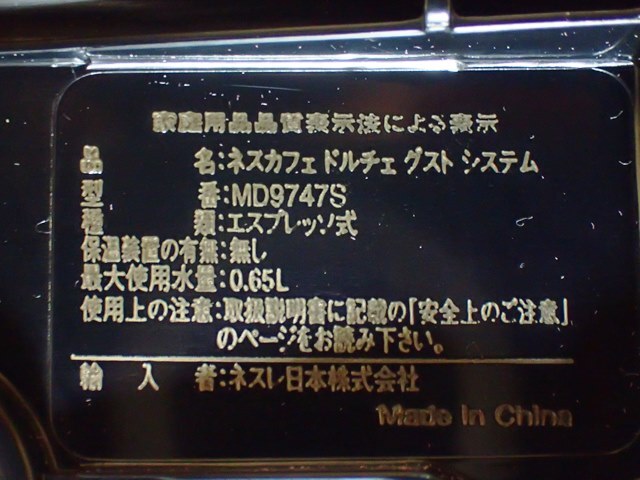 家庭用品品質表示法による表示
品名:ネスカフェ ドルチェ グスト システム
型番:MD9747S
種類:エスプレッソ式
保温装置の有無:無し
最大使用水量:0.65L
使用上の注意:取扱説明書に記載の「安全上のご注意」
のページをお読み下さい。
輸入者:ネスレ日本株式会社
Made In China